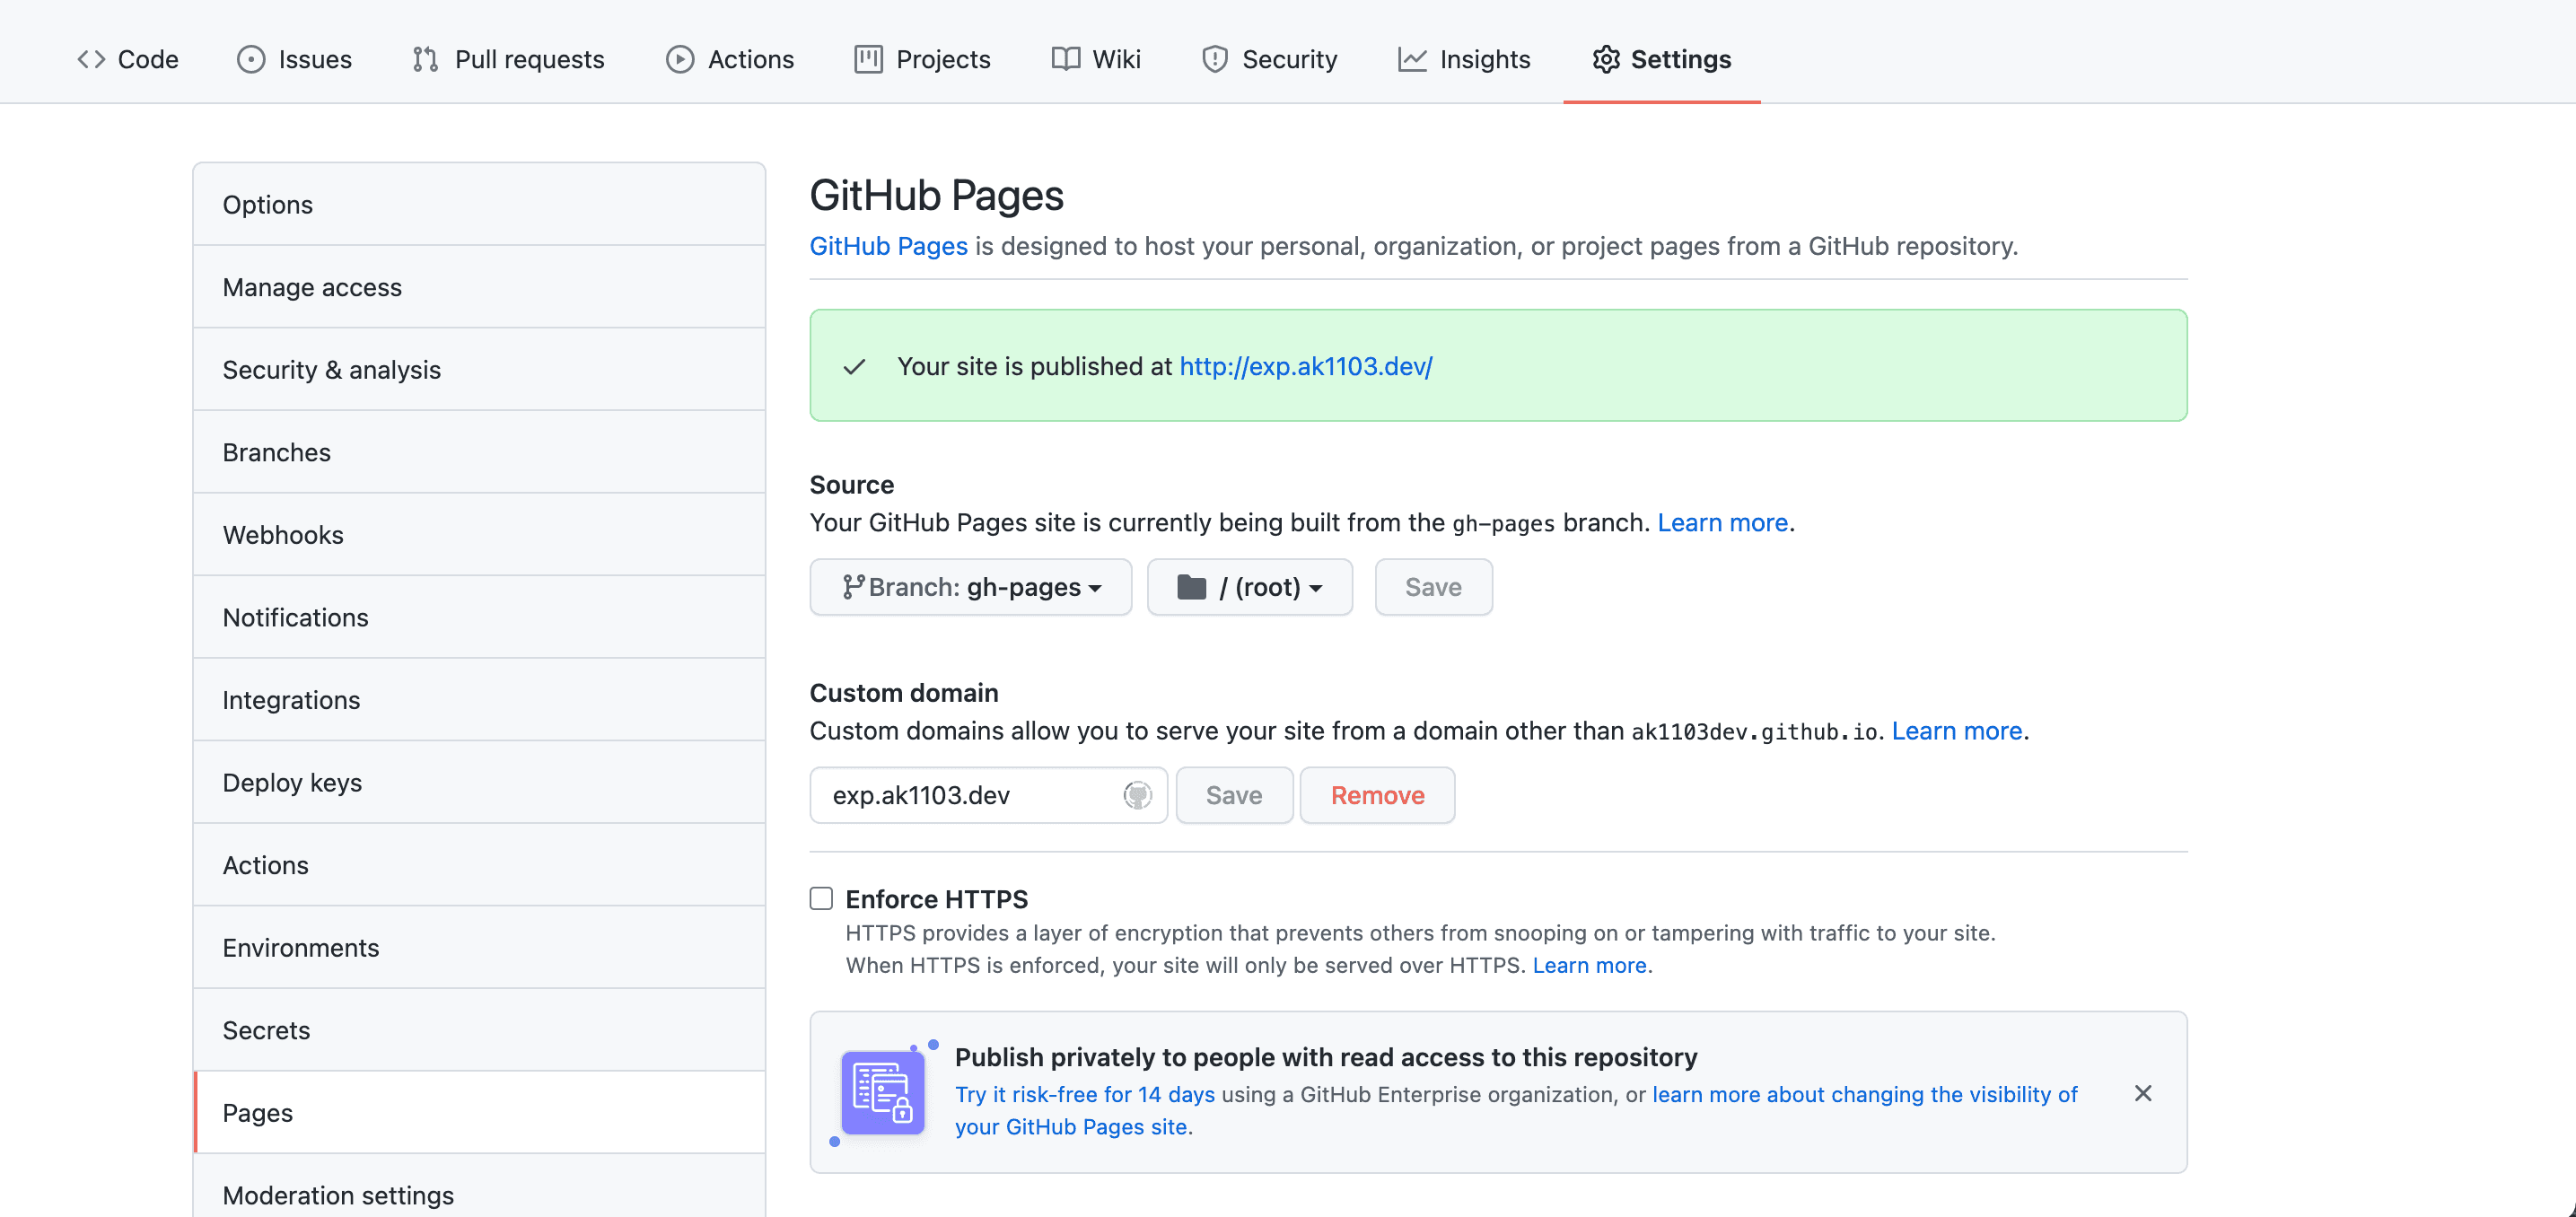 Code Issues Pull requests Actions Projects Wiki Security Insights Settings
Options
Manage access
Security & analysis
Branches
Webhooks
Notifications
Integrations
Deploy keys
Actions
Environments
Secrets
Pages
Moderation settings
GitHub Pages
GitHub Pages is designed to host your personal, organization, or project pages from a GitHub repository.
Your site is published at http://exp.ak1103.dev/
Source
Your GitHub Pages site is currently being built from the gh-pages branch. Learn more.
Branch: gh-pages / (root) Save
Custom domain
Custom domains allow you to serve your site from a domain other than ak1103dev.github.io. Learn more.
exp.ak1103.dev Save Remove
Enforce HTTPS
HTTPS provides a layer of encryption that prevents others from snooping on or tampering with traffic to your site.
When HTTPS is enforced, your site will only be served over HTTPS. Learn more.
Publish privately to people with read access to this repository
Try it risk-free for 14 days using a GitHub Enterprise organization, or learn more about changing the visibility of
your GitHub Pages site.